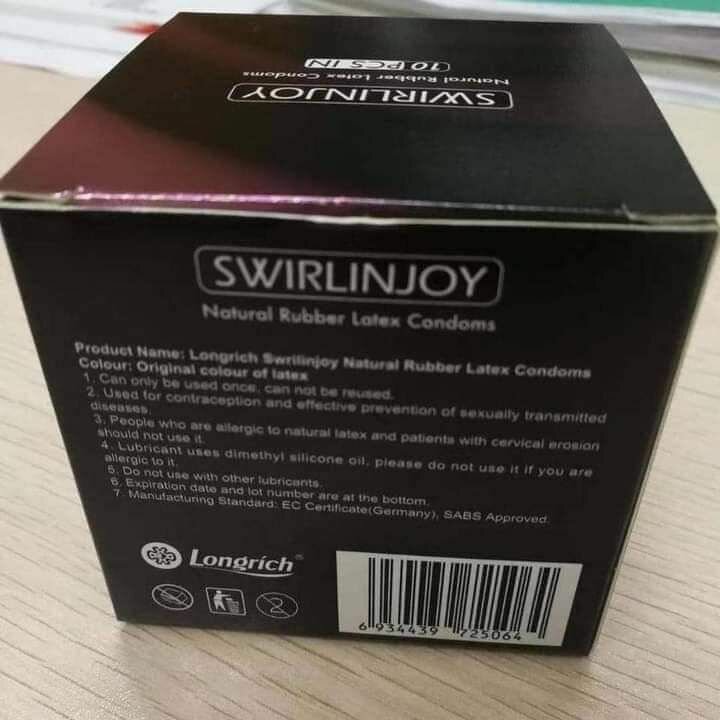 10 PCS IN
Natural Rubber Latex Condoms
SWIRLINJOY
SWIRLINJOY
Natural Rubber Latex Condoms
Product Name: Longrich Swrilinjoy Natural Rubber Latex Condoms
Colour: Original colour of latex
1. Can only be used once, can not be reused.
2. Used for contraception and effective prevention of sexually transmitted
diseases.
3. People who are allergic to natural latex and patients with cervical erosion
should not use it.
4. Lubricant uses dimethyl silicone oil, please do not use it if you are
allergic to it.
5. Do not use with other lubricants.
6. Expiration date and lot number are at the bottom.
7. Manufacturing Standard: EC Certificate(Germany), SABS Approved.
Longrich®
6 934439 725064